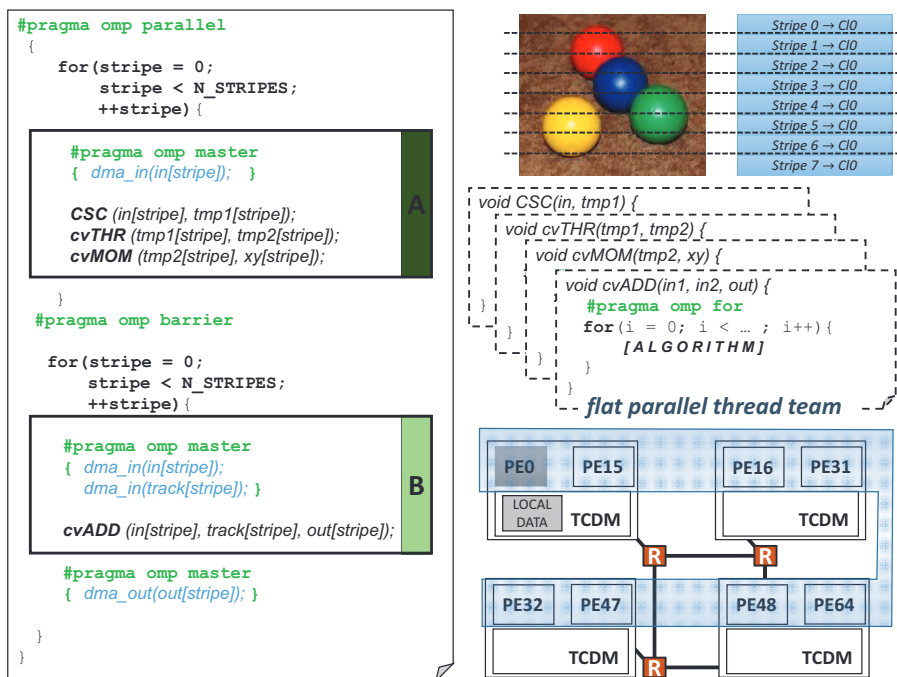 #pragma omp parallel
{
for(stripe = 0;
stripe < N_STRIPES;
++stripe){
#pragma omp master
{ dma_in(in[stripe]); }
CSC (in[stripe], tmp1[stripe]);
cvTHR (tmp1[stripe], tmp2[stripe]);
cvMOM (tmp2[stripe], xy[stripe]);
A
}
#pragma omp barrier
for(stripe = 0;
stripe < N_STRIPES;
++stripe){
#pragma omp master
{ dma_in(in[stripe]);
dma_in(track[stripe]); }
cvADD (in[stripe], track[stripe], out[stripe]);
B
#pragma omp master
{ dma_out(out[stripe]); }
}
}
Stripe 0 → Cl0
Stripe 1 → Cl0
Stripe 2 → Cl0
Stripe 3 → Cl0
Stripe 4 → Cl0
Stripe 5 → Cl0
Stripe 6 → Cl0
Stripe 7 → Cl0
void CSC(in, tmp1) {
}
void cvTHR(tmp1, tmp2) {
}
void cvMOM(tmp2, xy) {
}
void cvADD(in1, in2, out) {
#pragma omp for
for(i = 0; i < … ; i++){
[ALGORITHM]
}
}
flat parallel thread team
PE0 PE15 PE16 PE31
LOCAL
DATA
TCDM TCDM
R R
PE32 PE47 PE48 PE64
TCDM TCDM
R